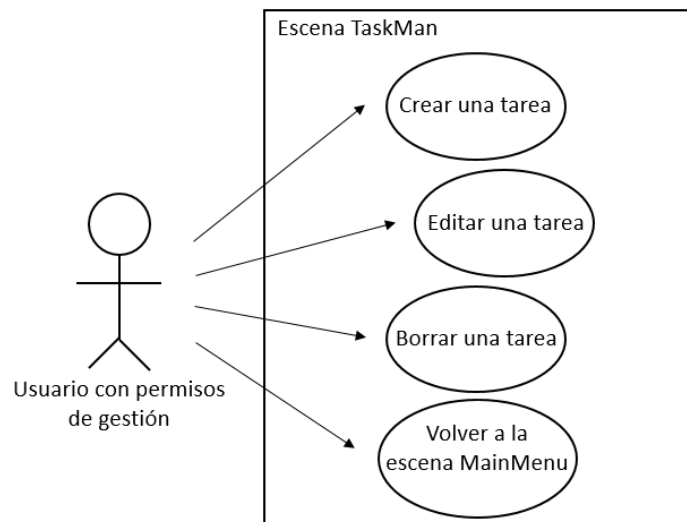 Escena TaskMan
Crear una tarea
Editar una tarea
Borrar una tarea
Usuario con permisos
de gestión
Volver a la
escena MainMenu